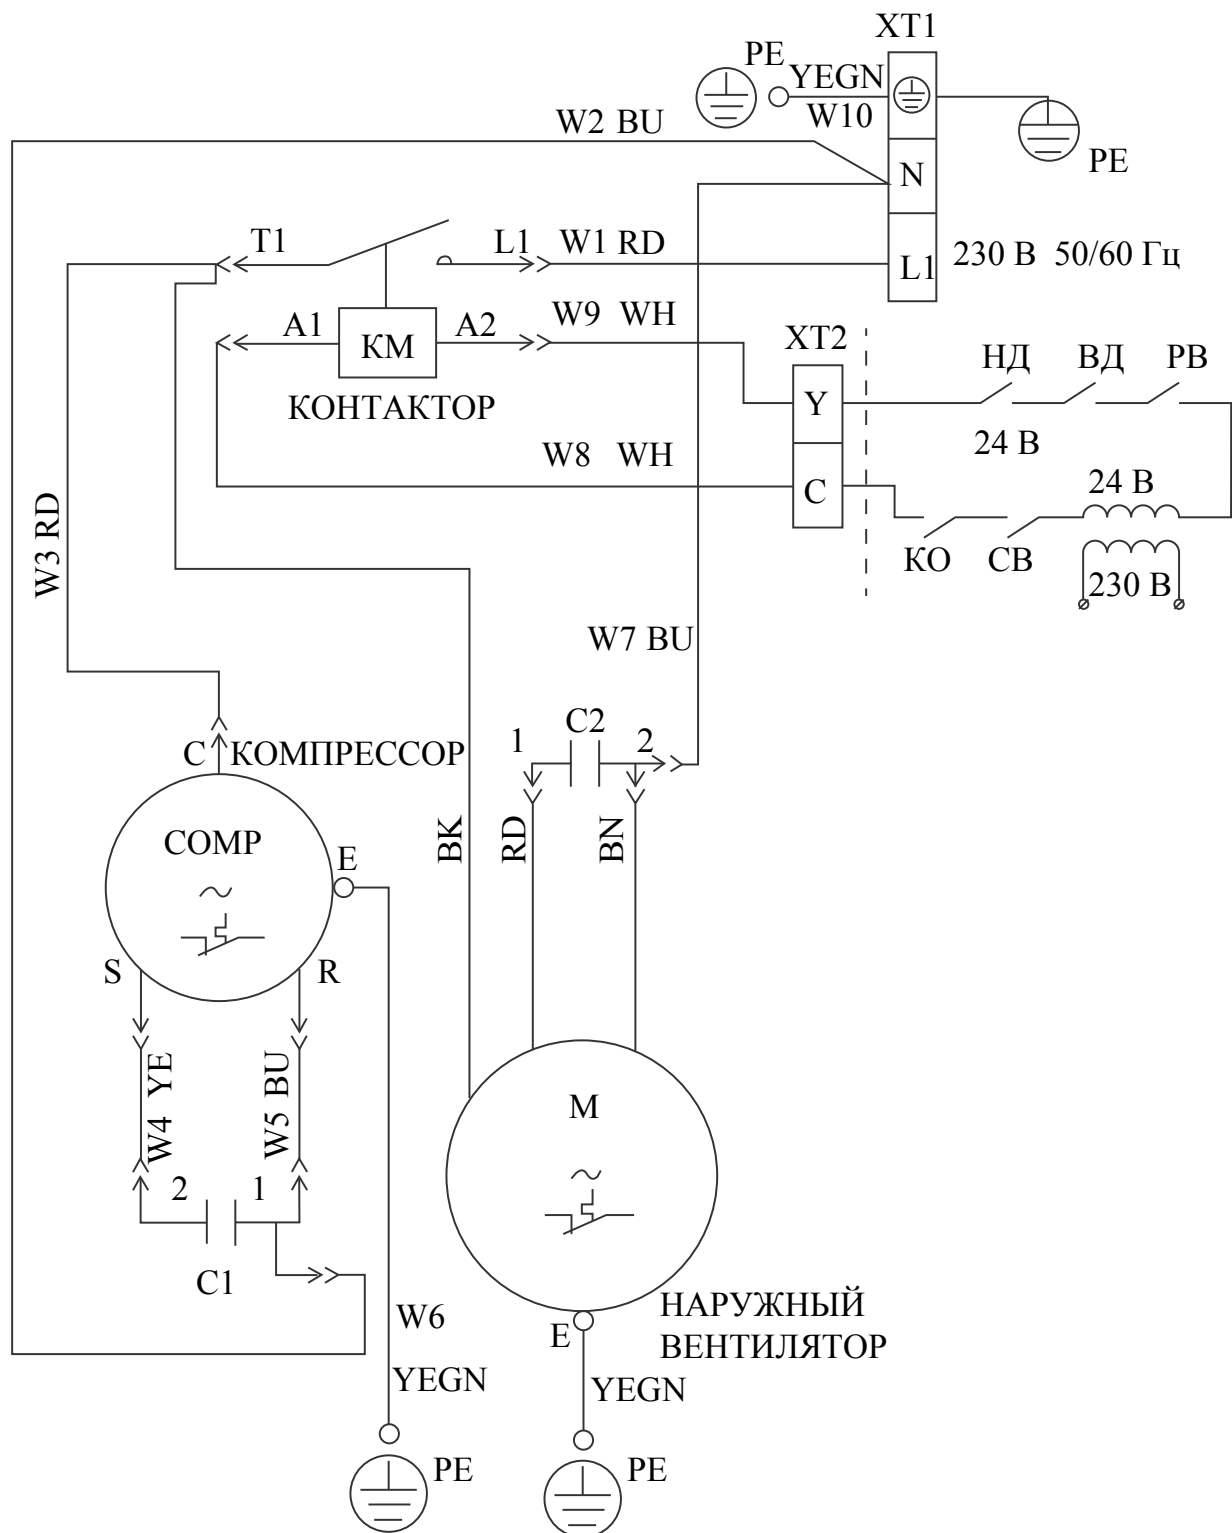 XT1
PE
YEGN
W10
PE
W2 BU
N
T1
L1
W1 RD
L1
230 В 50/60 Гц
A1
КМ
A2
W9 WH
XT2
НД
ВД
РВ
КОНТАКТОР
Y
24 В
W8 WH
C
24 В
КО
СВ
230 В
W3 RD
W7 BU
C2
1
2
C
КОМПРЕССОР
COMP
E
BK
RD
BN
S
R
W4 YE
W5 BU
M
2
1
C1
W6
YEGN
НАРУЖНЫЙ
ВЕНТИЛЯТОР
E
YEGN
PE
PE